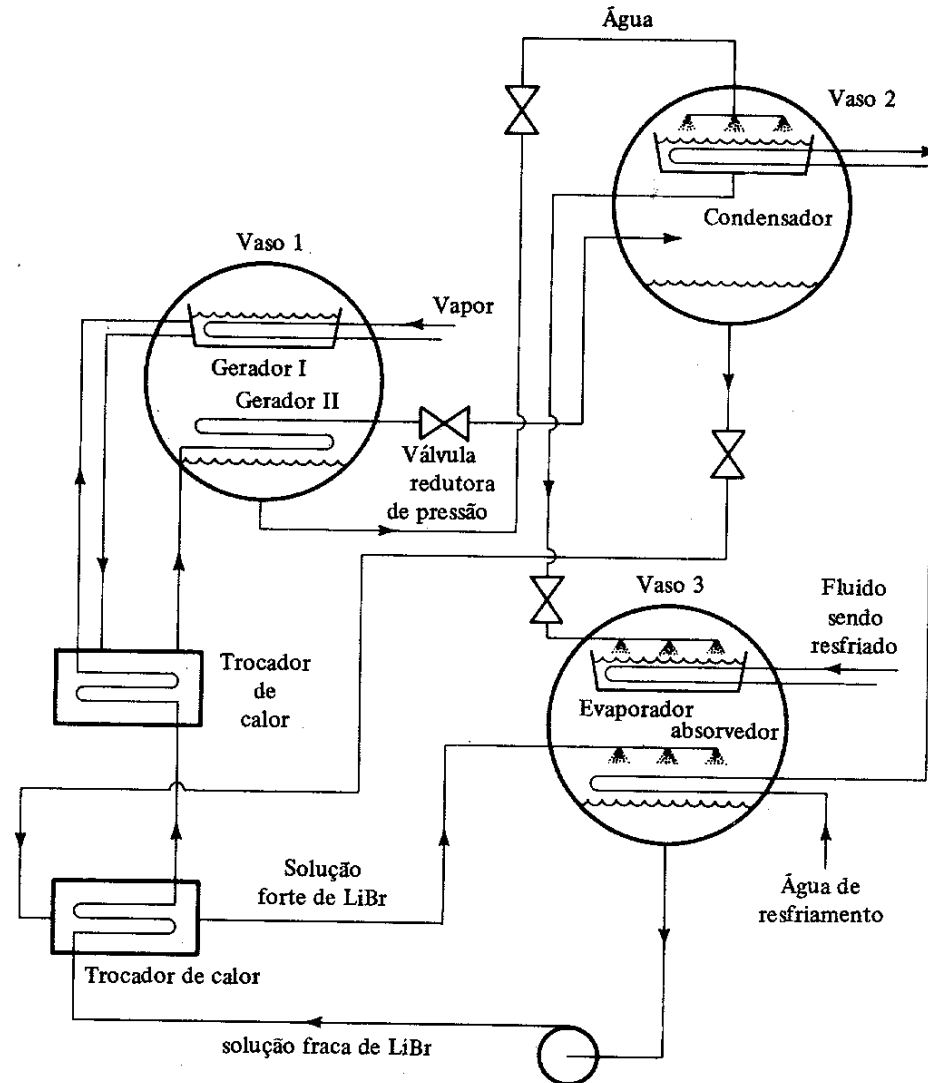 Água
Vaso 2
Condensador
Vaso 1
Vapor
Gerador I
Gerador II
Válvula
redutora
de pressão
Vaso 3
Fluido
sendo
resfriado
Trocador
de
calor
Evaporador
absorvedor
Solução
forte de LiBr
Água de
resfriamento
Trocador de calor
solução fraca de LiBr